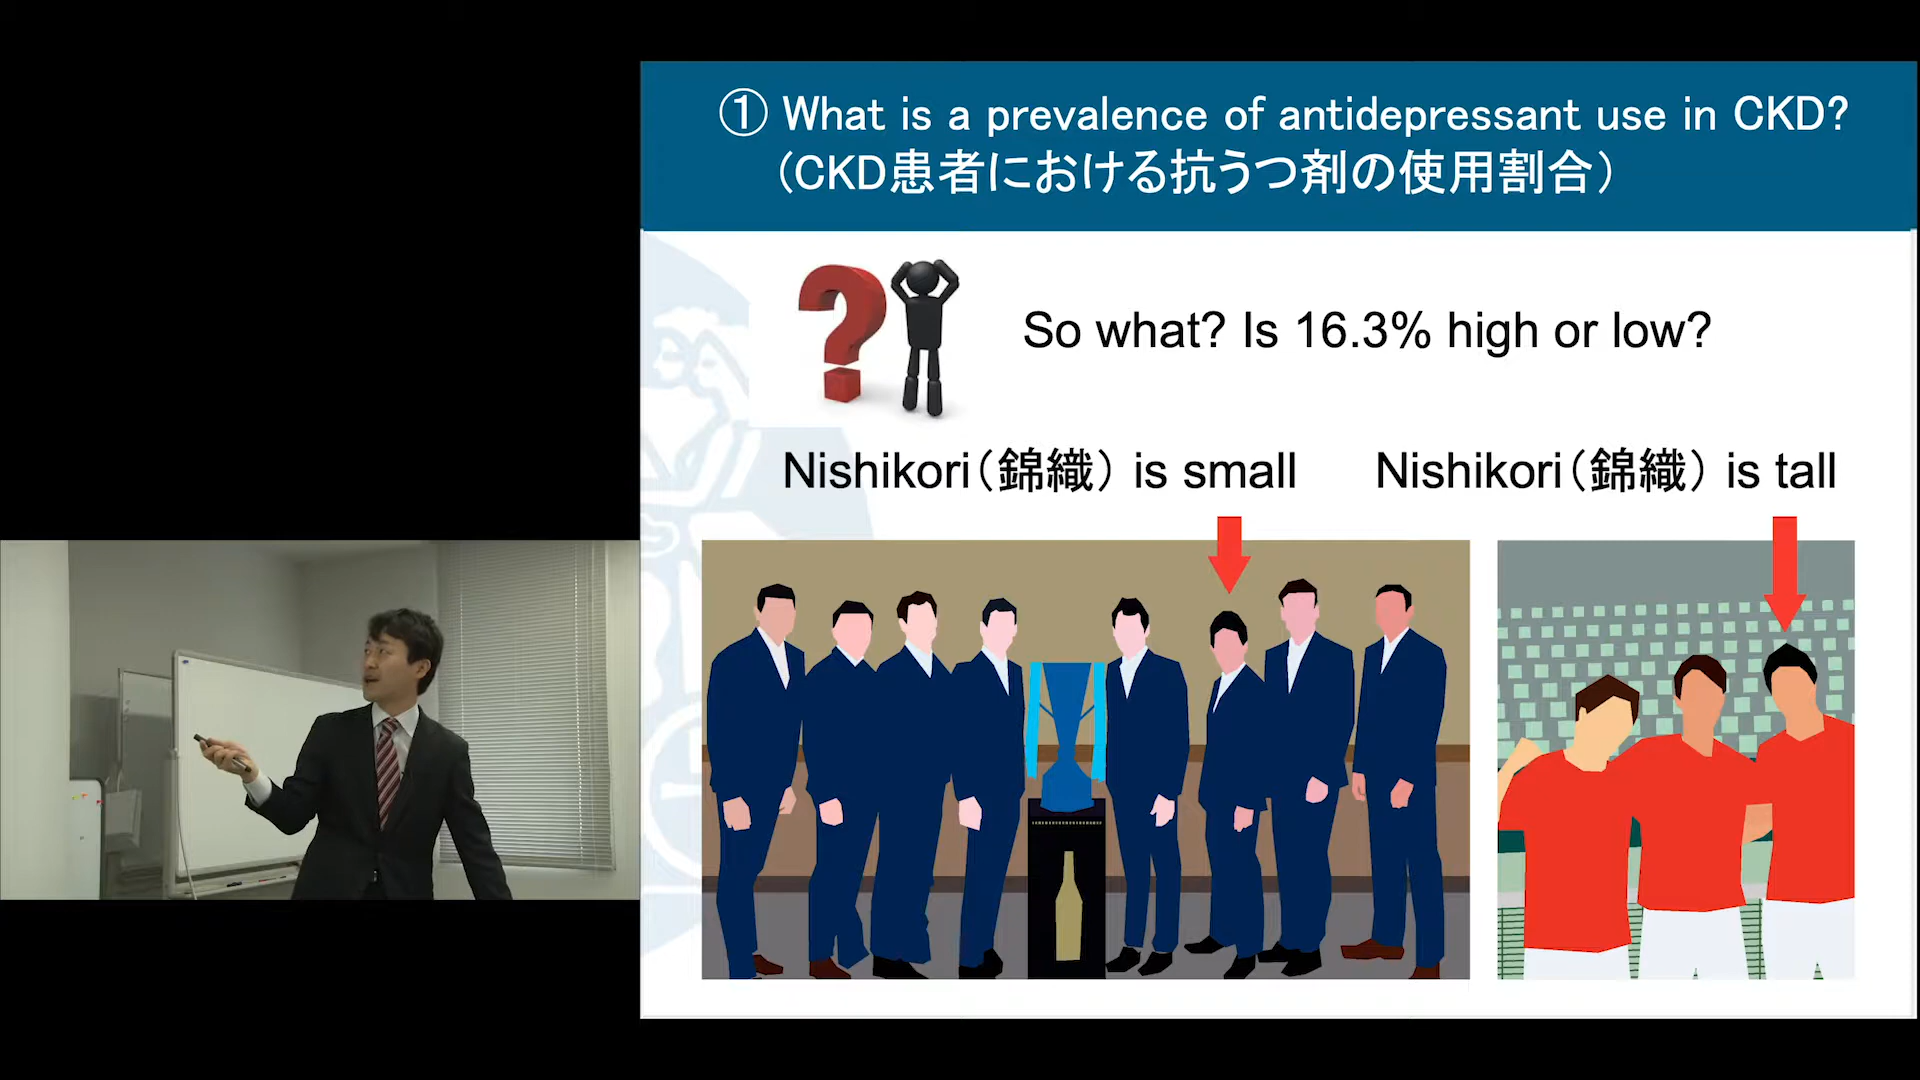 ① What is a prevalence of antidepressant use in CKD?
（CKD患者における抗うつ剤の使用割合）
So what? Is 16.3% high or low?
Nishikori（錦織） is small
Nishikori（錦織） is tall